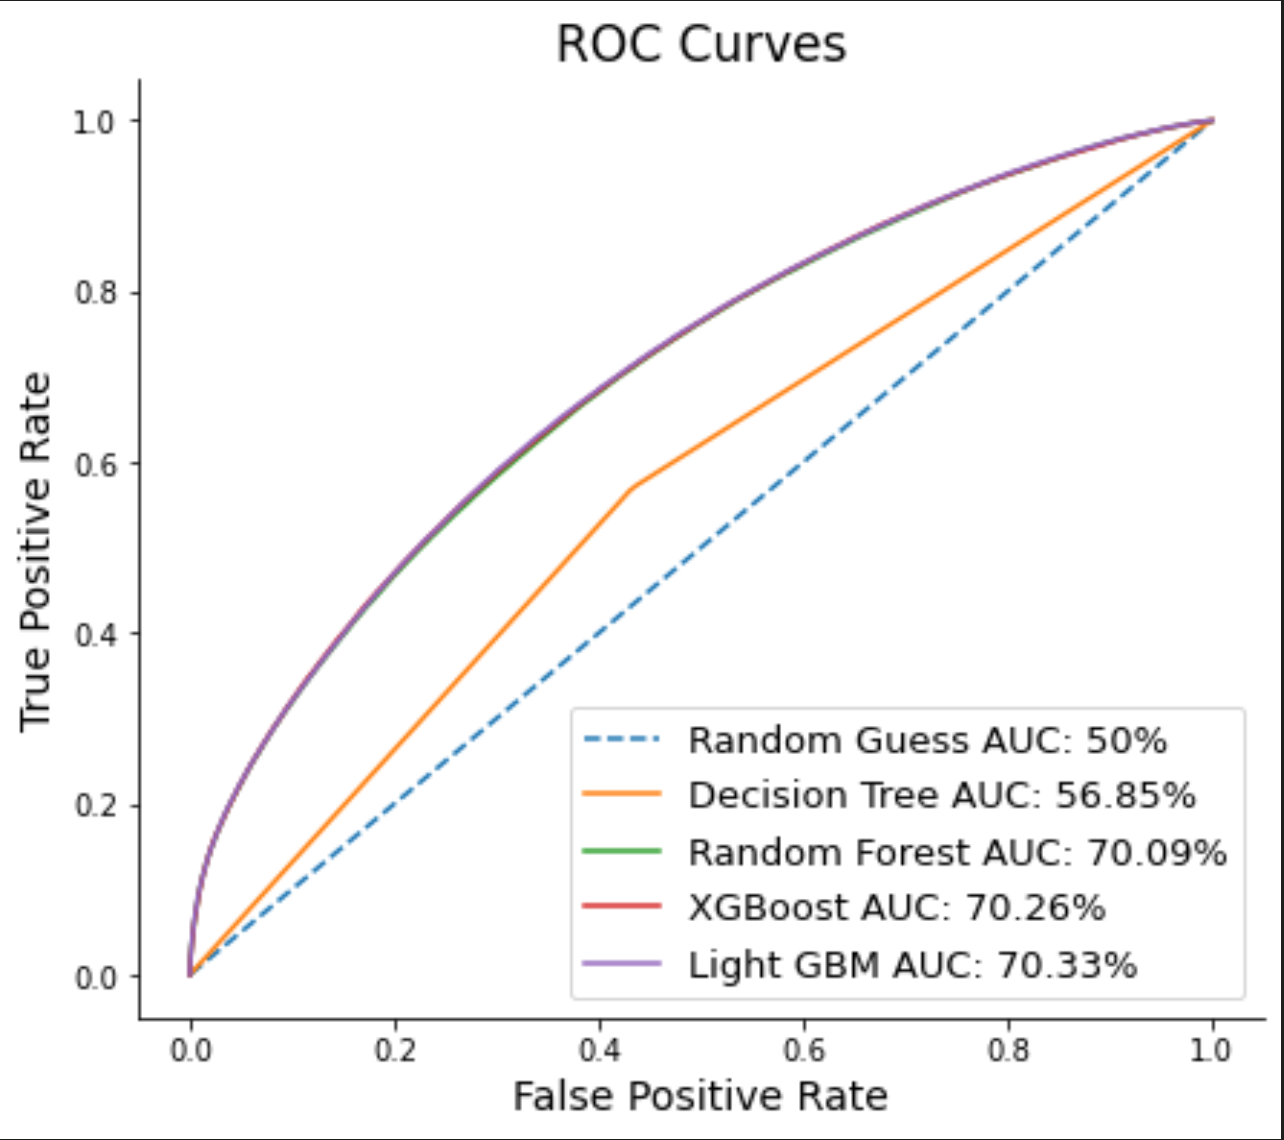 ROC Curves
True Positive Rate
1.0
0.8
0.6
0.4
0.2
0.0
Random Guess AUC: 50%
Decision Tree AUC: 56.85%
Random Forest AUC: 70.09%
XGBoost AUC: 70.26%
Light GBM AUC: 70.33%
0.0 0.2 0.4 0.6 0.8 1.0
False Positive Rate